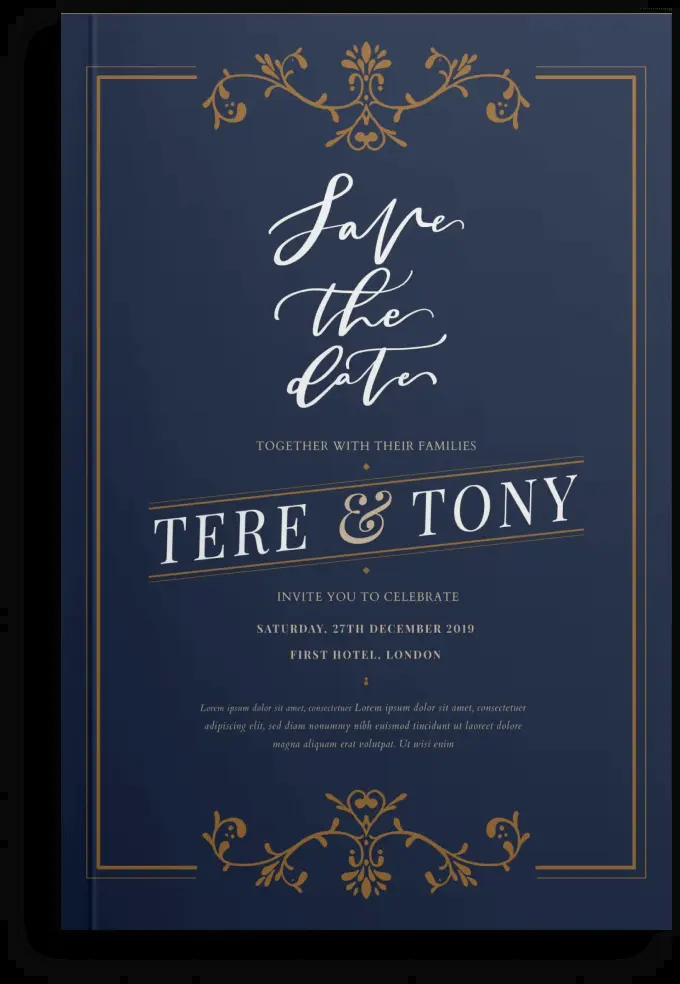 Save
the
date
TOGETHER WITH THEIR FAMILIES
TERE & TONY
INVITE YOU TO CELEBRATE
SATURDAY, 27TH DECEMBER 2019
FIRST HOTEL, LONDON
Lorem ipsum dolor sit amet, consectetuer Lorem ipsum dolor sit amet, consectetuer
adipiscing elit, sed diam nonummy nibh euismod tincidunt ut laoreet dolore
magna aliquam erat volutpat. Ut wisi enim